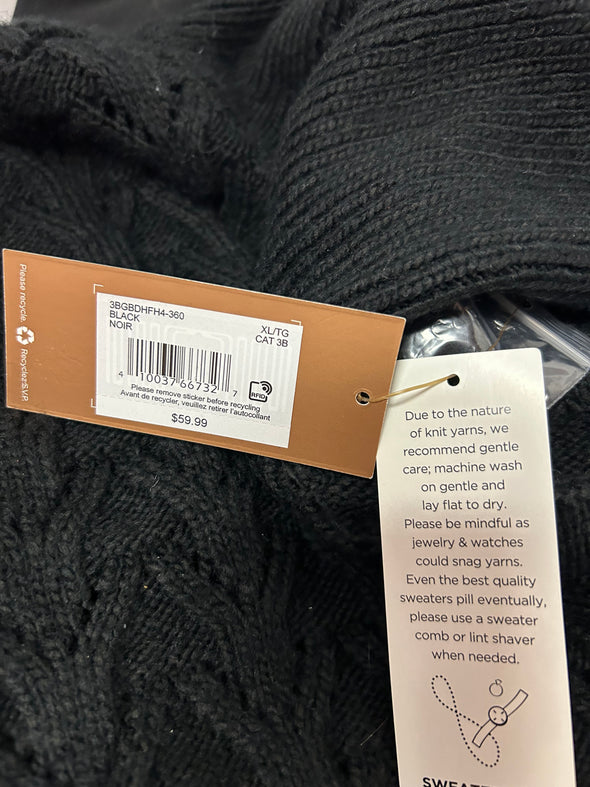 Please recycle.
Recyclez S.V.P.
3BGBDHFH4-360
BLACK
NOIR
XL/TG
CAT 3B
4 10037 66732 7
RFID
Please remove sticker before recycling
Avant de recycler, veuillez retirer l'autocollant
$59.99
Due to the nature
of knit yarns, we
recommend gentle
care; machine wash
on gentle and
lay flat to dry.
Please be mindful as
jewelry & watches
could snag yarns.
Even the best quality
sweaters pill eventually,
please use a sweater
comb or lint shaver
when needed.